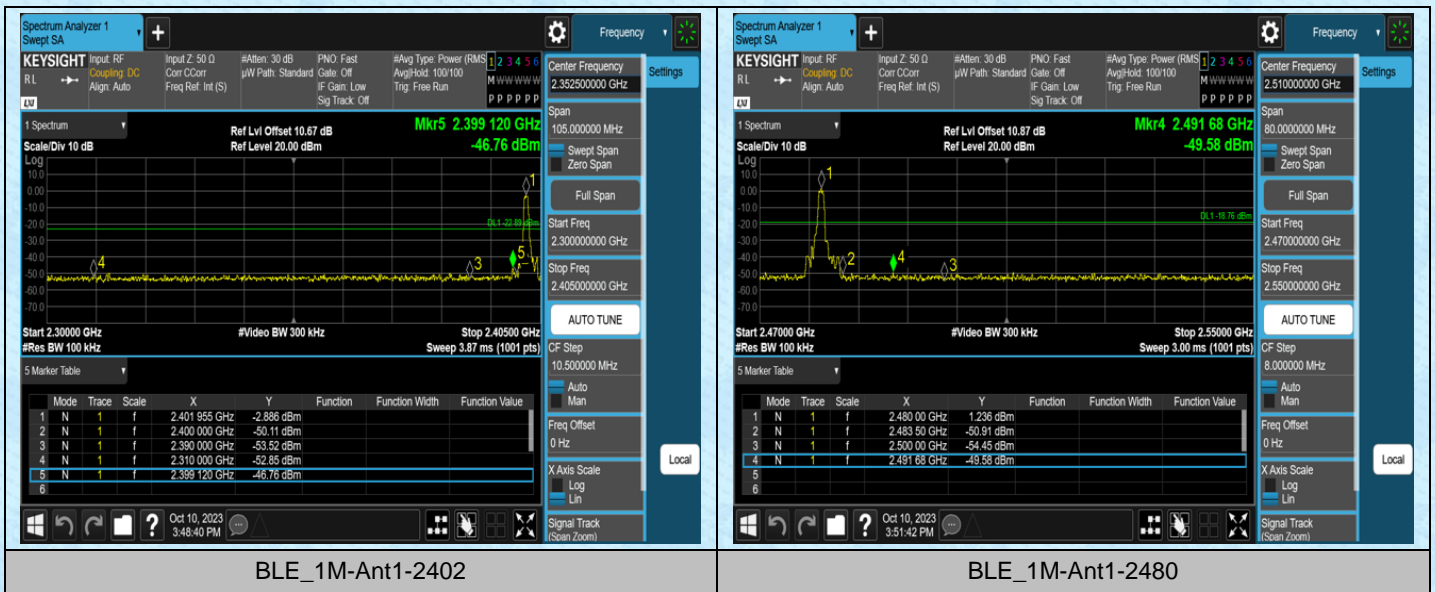 Spectrum Analyzer 1
Swept SA
+
Frequency
KEYSIGHT Input: RF Input Z: 50 Ω #Atten: 30 dB PNO: Fast #Avg Type: Power (RMS 1 2 3 4 5 6
RL Coupling: DC Corr CCorr µW Path: Standard Gate: Off Avg|Hold: 100/100 M W W W W W
Align: Auto Freq Ref: Int (S) IF Gain: Low Trig: Free Run
LXI Sig Track: Off P P P P P P
Center Frequency
2.352500000 GHz
Settings
1 Spectrum
Ref Lvl Offset 10.67 dB
Mkr5 2.399 120 GHz
Scale/Div 10 dB
Ref Level 20.00 dBm
-46.76 dBm
Span
105.000000 MHz
Swept Span
Zero Span
Full Span
Start Freq
2.300000000 GHz
Stop Freq
2.405000000 GHz
AUTO TUNE
CF Step
10.500000 MHz
Auto
Man
Freq Offset
0 Hz
X Axis Scale
Log
Lin
Signal Track
(Span Zoom)
Local
Log
10.0
0.00
-10.0
-20.0
-30.0
-40.0
-50.0
-60.0
-70.0
1
DL1 -22.89 dBm
4
3
5
Start 2.30000 GHz #Video BW 300 kHz Stop 2.40500 GHz
#Res BW 100 kHz Sweep 3.87 ms (1001 pts)
5 Marker Table
Mode Trace Scale X Y Function Function Width Function Value
1 N 1 f 2.401 955 GHz -2.886 dBm
2 N 1 f 2.400 000 GHz -50.11 dBm
3 N 1 f 2.390 000 GHz -53.52 dBm
4 N 1 f 2.310 000 GHz -52.85 dBm
5 N 1 f 2.399 120 GHz -46.76 dBm
6
?
Oct 10, 2023
3:48:40 PM
BLE_1M-Ant1-2402
Spectrum Analyzer 1
Swept SA
+
Frequency
KEYSIGHT Input: RF Input Z: 50 Ω #Atten: 30 dB PNO: Fast #Avg Type: Power (RMS 1 2 3 4 5 6
RL Coupling: DC Corr CCorr µW Path: Standard Gate: Off Avg|Hold: 100/100 M W W W W W
Align: Auto Freq Ref: Int (S) IF Gain: Low Trig: Free Run
LXI Sig Track: Off P P P P P P
Center Frequency
2.510000000 GHz
Settings
1 Spectrum
Ref Lvl Offset 10.87 dB
Mkr4 2.491 68 GHz
Scale/Div 10 dB
Ref Level 20.00 dBm
-49.58 dBm
Span
80.0000000 MHz
Swept Span
Zero Span
Full Span
Start Freq
2.470000000 GHz
Stop Freq
2.550000000 GHz
AUTO TUNE
CF Step
8.000000 MHz
Auto
Man
Freq Offset
0 Hz
X Axis Scale
Log
Lin
Signal Track
(Span Zoom)
Local
Log
10.0
0.00
-10.0
-20.0
-30.0
-40.0
-50.0
-60.0
-70.0
1
DL1 -18.76 dBm
2
4
3
Start 2.47000 GHz #Video BW 300 kHz Stop 2.55000 GHz
#Res BW 100 kHz Sweep 3.00 ms (1001 pts)
5 Marker Table
Mode Trace Scale X Y Function Function Width Function Value
1 N 1 f 2.480 00 GHz 1.236 dBm
2 N 1 f 2.483 50 GHz -50.91 dBm
3 N 1 f 2.500 00 GHz -54.45 dBm
4 N 1 f 2.491 68 GHz -49.58 dBm
5
6
?
Oct 10, 2023
3:51:42 PM
BLE_1M-Ant1-2480